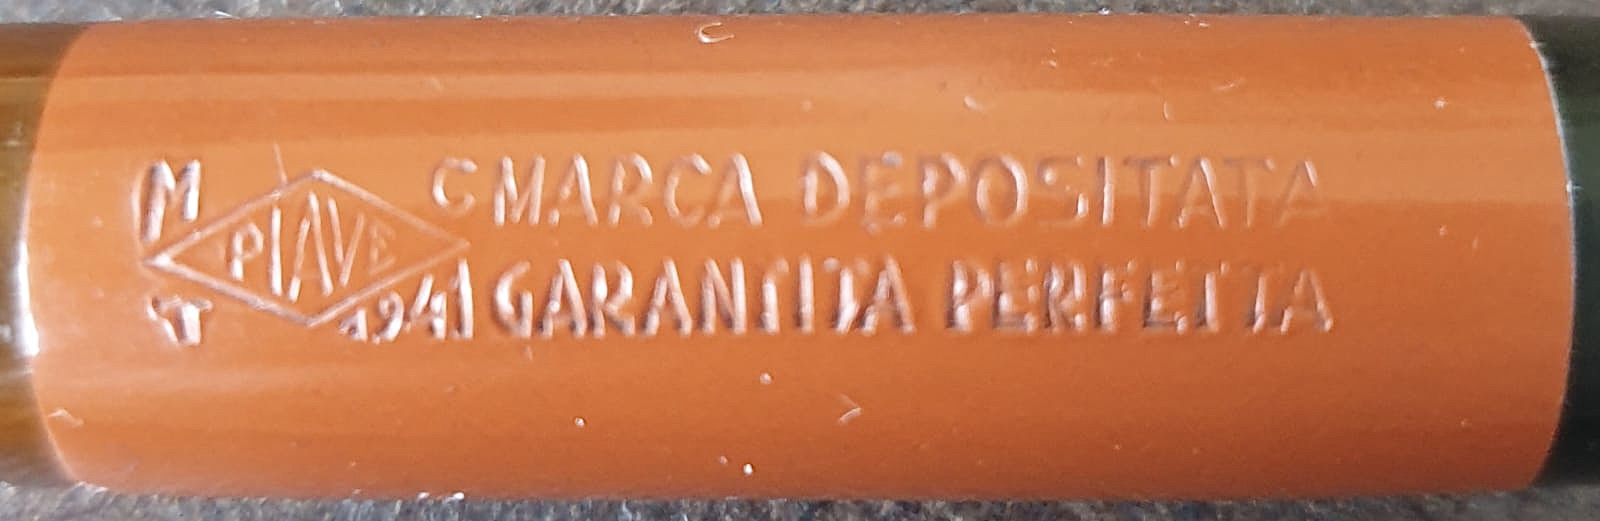 M C MARCA DEPOSITATA
PIAVE
T 1941 GARANTITA PERFETTA